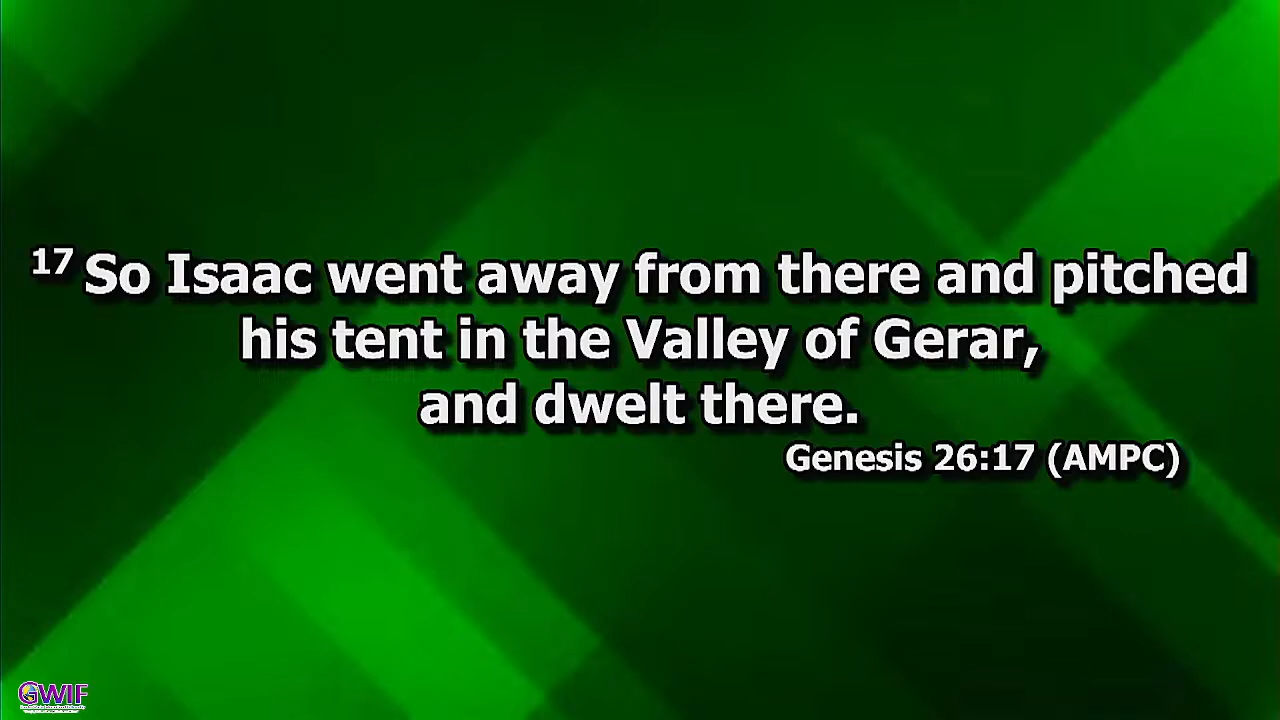 17 So Isaac went away from there and pitched
his tent in the Valley of Gerar,
and dwelt there.
Genesis 26:17 (AMPC)
GWIF